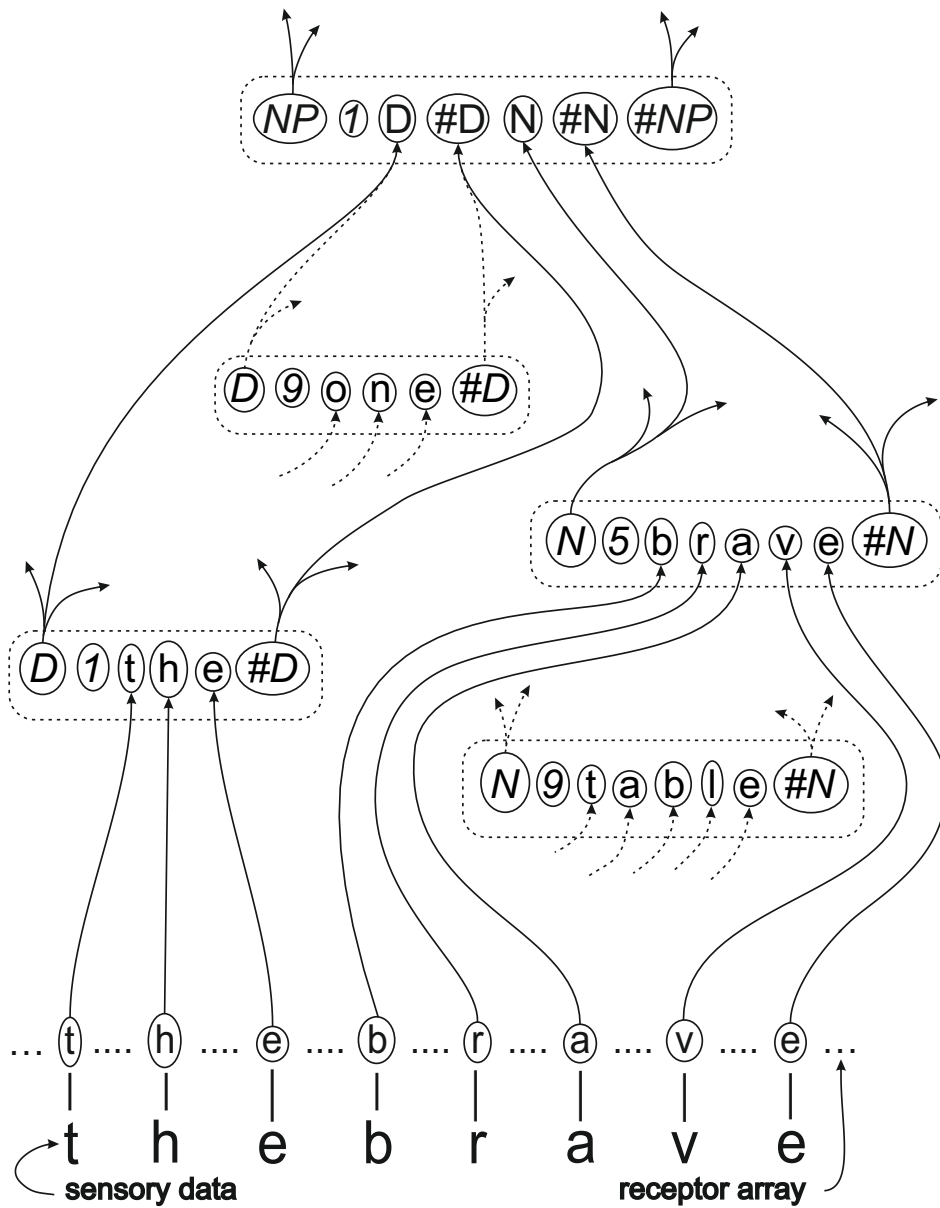 NP 1 D #D N #N #NP
D 9 o n e #D
N 5 b r a v e #N
D 1 t h e #D
N 9 t a b l e #N
... t .... h .... e .... b .... r .... a .... v .... e ...
t h e b r a v e
sensory data receptor array